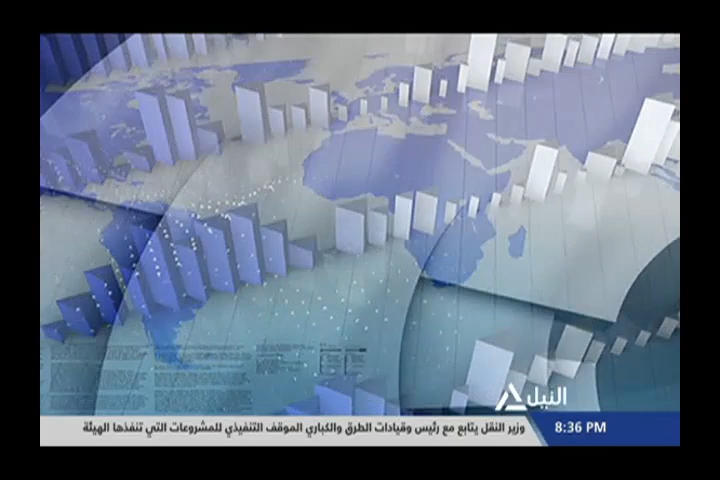 النيل
وزير النقل يتابع مع رئيس وقيادات الطرق والكباري الموقف التنفيذي للمشروعات التي تنفذها الهيئة
8:36 PM